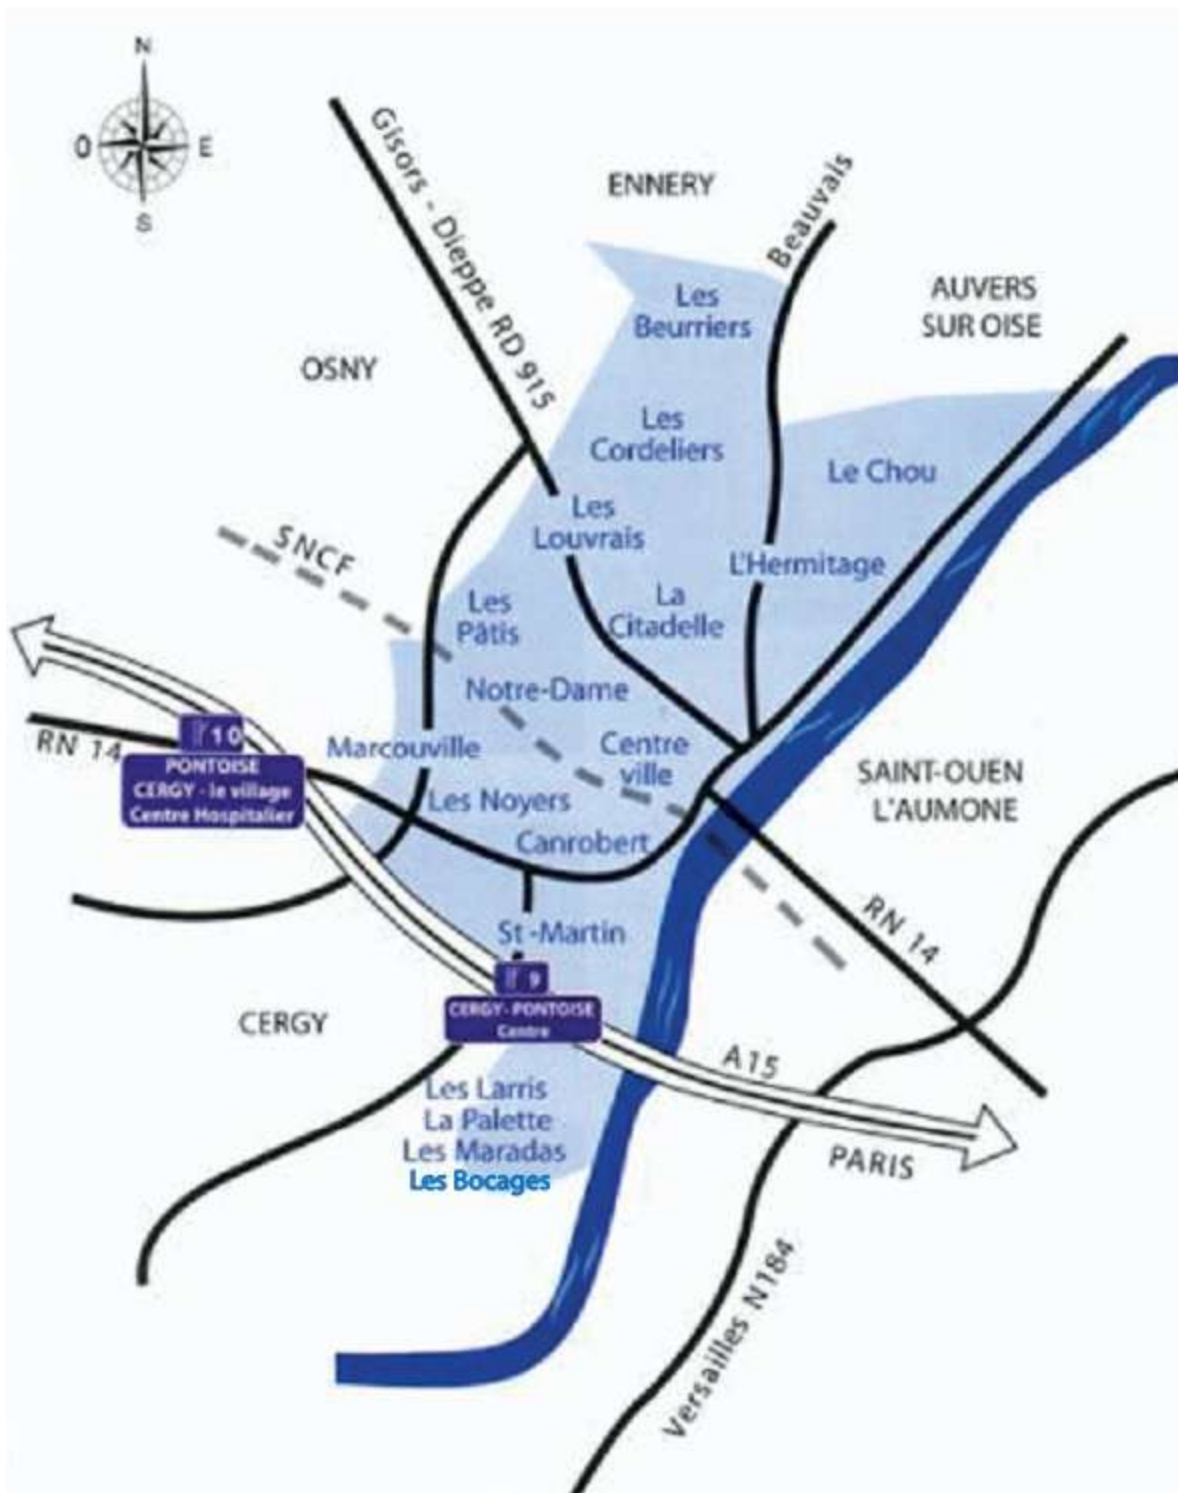 N
O
E
S
Gisors - Dieppe RD 915
ENNERY
Beauvais
AUVERS
SUR OISE
OSNY
Les
Beurriers
Les
Cordeliers
Le Chou
Les
Louvrais
SNCF
L'Hermitage
Les
Pâtis
La
Citadelle
Notre-Dame
RN 14
10
PONTOISE
CERGY - le village
Centre Hospitalier
Marcouville
Centre
ville
SAINT-OUEN
L'AUMONE
Les Noyers
Canrobert
St -Martin
RN 14
9
CERGY- PONTOISE
Centre
CERGY
A15
PARIS
Les Larris
La Palette
Les Maradas
Les Bocages
Versailles N184